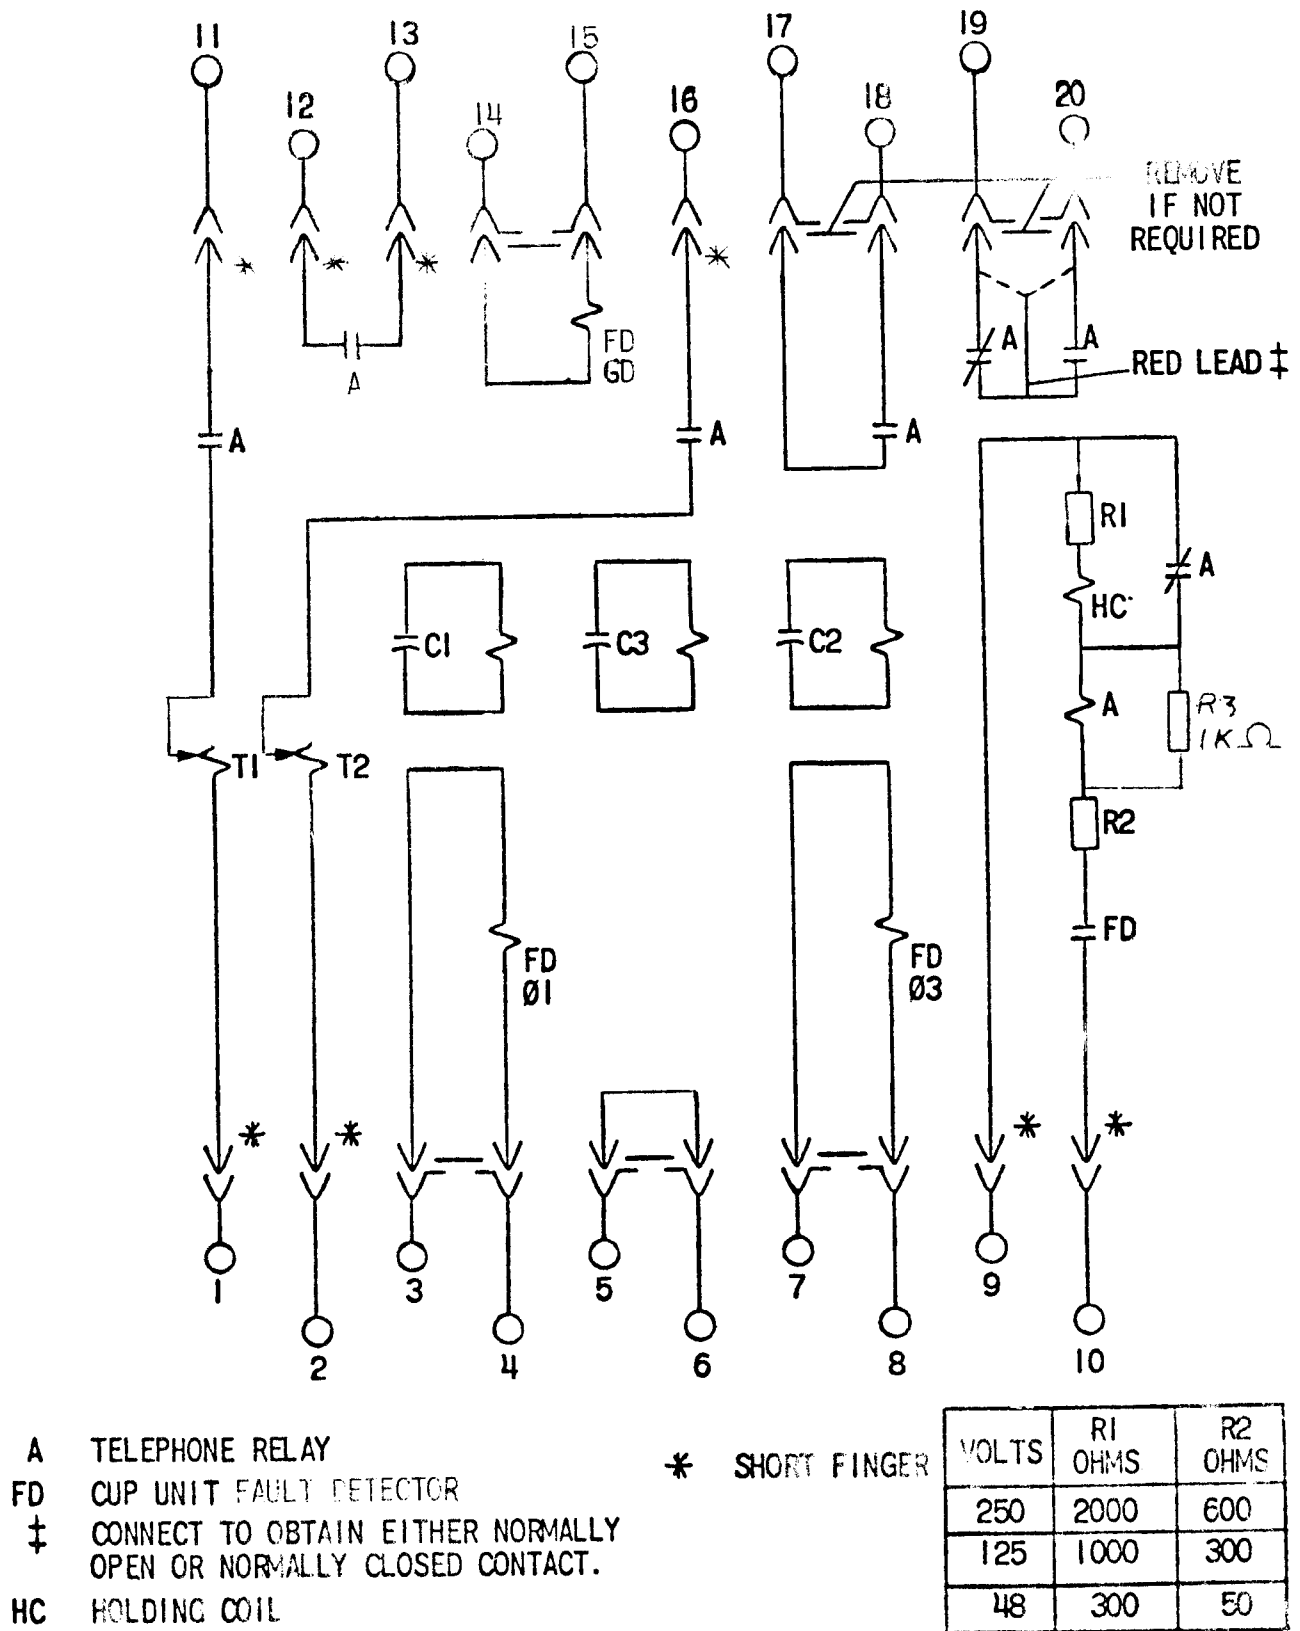 11
13
15
17
19
12
14
16
18
20
REMOVE
IF NOT
REQUIRED
*
*
*
*
A
FD
GD
A
A
RED LEAD ‡
A
A
A
R1
A
HC
C1
C3
C2
A
R3
1K Ω
T1
T2
R2
FD
FD
Ø1
FD
Ø3
*
*
*
*
1
3
5
7
9
2
4
6
8
10
A TELEPHONE RELAY
FD CUP UNIT FAULT DETECTOR
‡ CONNECT TO OBTAIN EITHER NORMALLY
OPEN OR NORMALLY CLOSED CONTACT.
HC HOLDING COIL
* SHORT FINGER
VOLTS R1 OHMS R2 OHMS
250 2000 600
125 1000 300
48 300 50